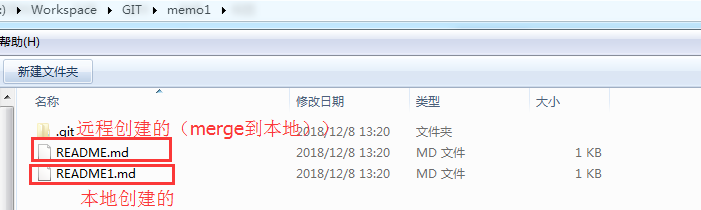 ) Workspace GIT memo1
帮助(H)
新建文件夹
名称 修改日期 类型 大小
.git 远程创建的（merge到本地） 2018/12/8 13:20 文件夹
README.md 2018/12/8 13:20 MD 文件 1 KB
README1.md 2018/12/8 13:20 MD 文件 1 KB
本地创建的